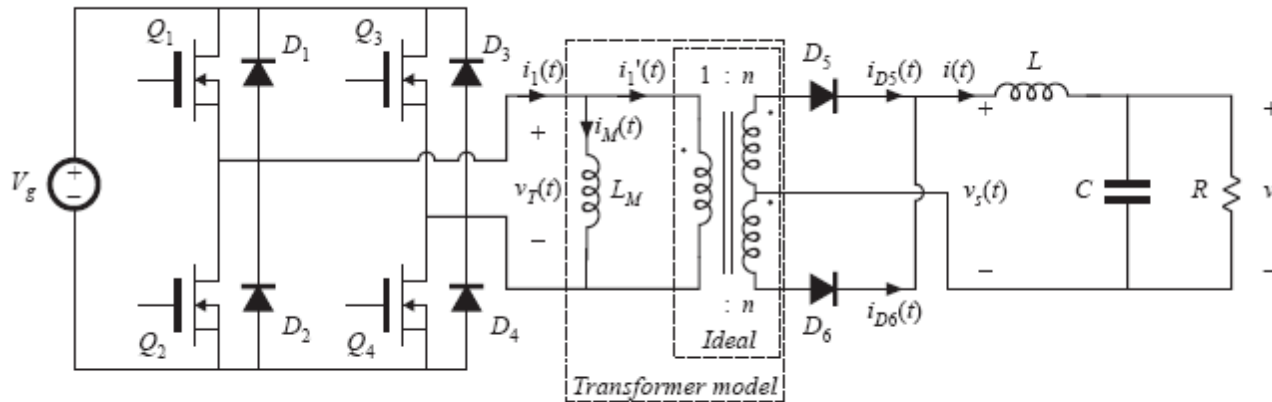 Q1
D1
Q3
D3
i1(t)
i1'(t)
1 : n
D5
iD5(t)
i(t)
L
+
−
Vg
+
vT(t)
−
iM(t)
LM
+
vs(t)
−
C
R
+
v
−
Q2
D2
Q4
D4
: n
Ideal
D6
iD6(t)
Transformer model